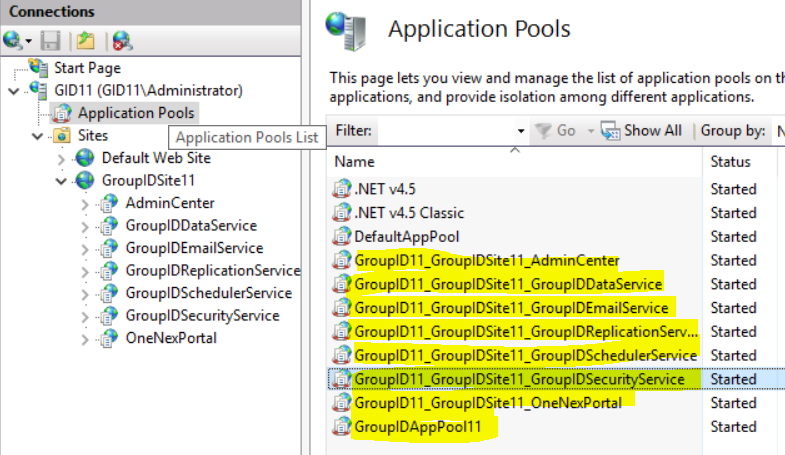 Connections
Start Page
GID11 (GID11\Administrator)
Application Pools
Sites
Application Pools List
Default Web Site
GroupIDSite11
AdminCenter
GroupIDDataService
GroupIDEmailService
GroupIDReplicationService
GroupIDSchedulerService
GroupIDSecurityService
OneNexPortal
Application Pools
This page lets you view and manage the list of application pools on th
applications, and provide isolation among different applications.
Filter: Go Show All Group by: N
Name Status
.NET v4.5 Started
.NET v4.5 Classic Started
DefaultAppPool Started
GroupID11_GroupIDSite11_AdminCenter Started
GroupID11_GroupIDSite11_GroupIDDataService Started
GroupID11_GroupIDSite11_GroupIDEmailService Started
GroupID11_GroupIDSite11_GroupIDReplicationServ... Started
GroupID11_GroupIDSite11_GroupIDSchedulerService Started
GroupID11_GroupIDSite11_GroupIDSecurityService Started
GroupID11_GroupIDSite11_OneNexPortal Started
GroupIDAppPool11 Started